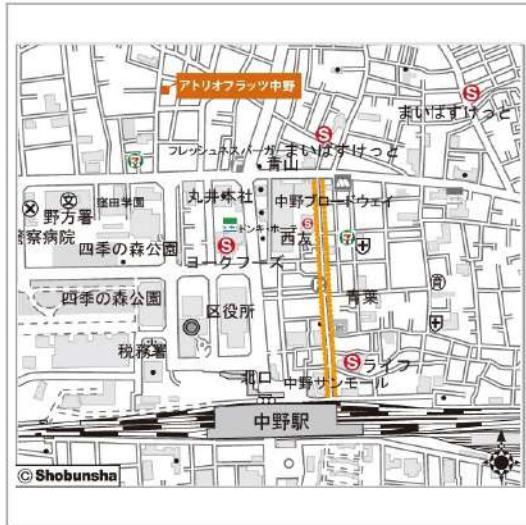 アトリオフラッツ中野
まいばすけっと
フレッシュネスバーガー
まいばすけっと
青山
窪田学園
丸井本社
中野ブロードウェイ
野方署
ドンキ・ホーテ
西友
警察病院
四季の森公園
ヨークフーズ
四季の森公園
区役所
青葉
税務署
ライフ
北口
中野サンモール
中野駅
© Shobunsha